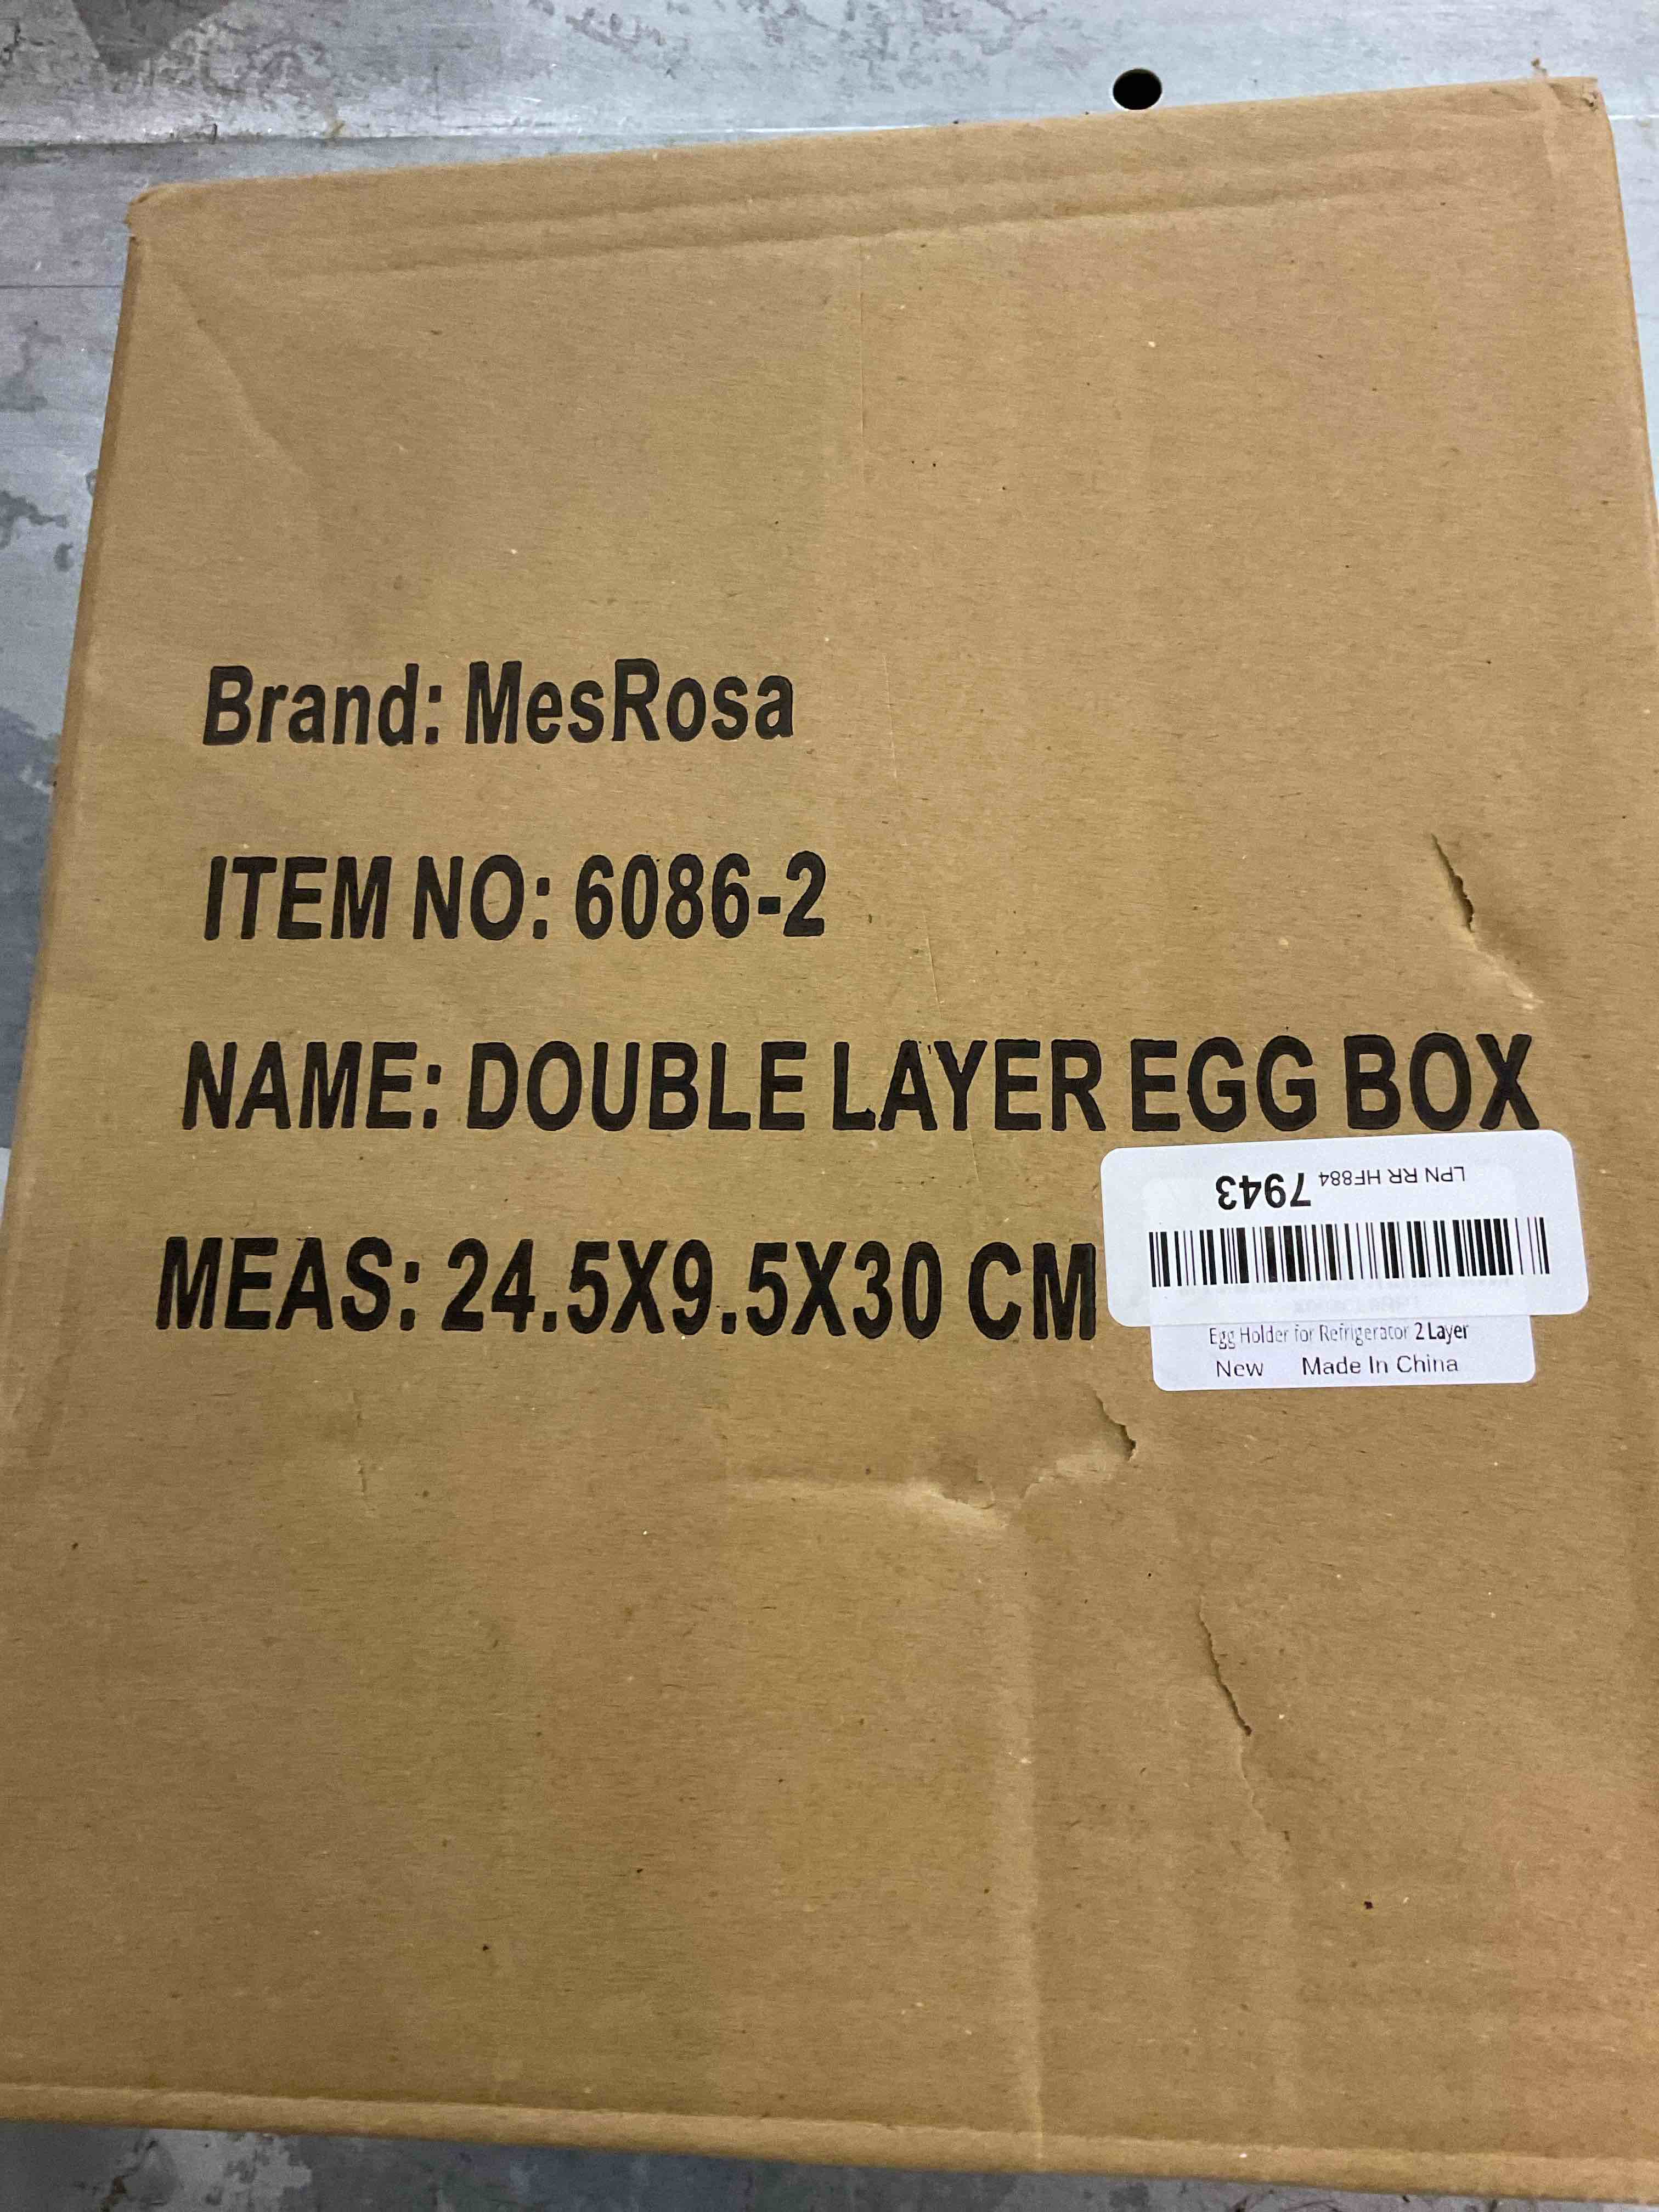 Brand: MesRosa
ITEM NO: 6086-2
NAME: DOUBLE LAYER EGG BOX
MEAS: 24.5X9.5X30 CM
LPN RR HF884 7943
Egg Holder for Refrigerator 2 Layer
New Made In China